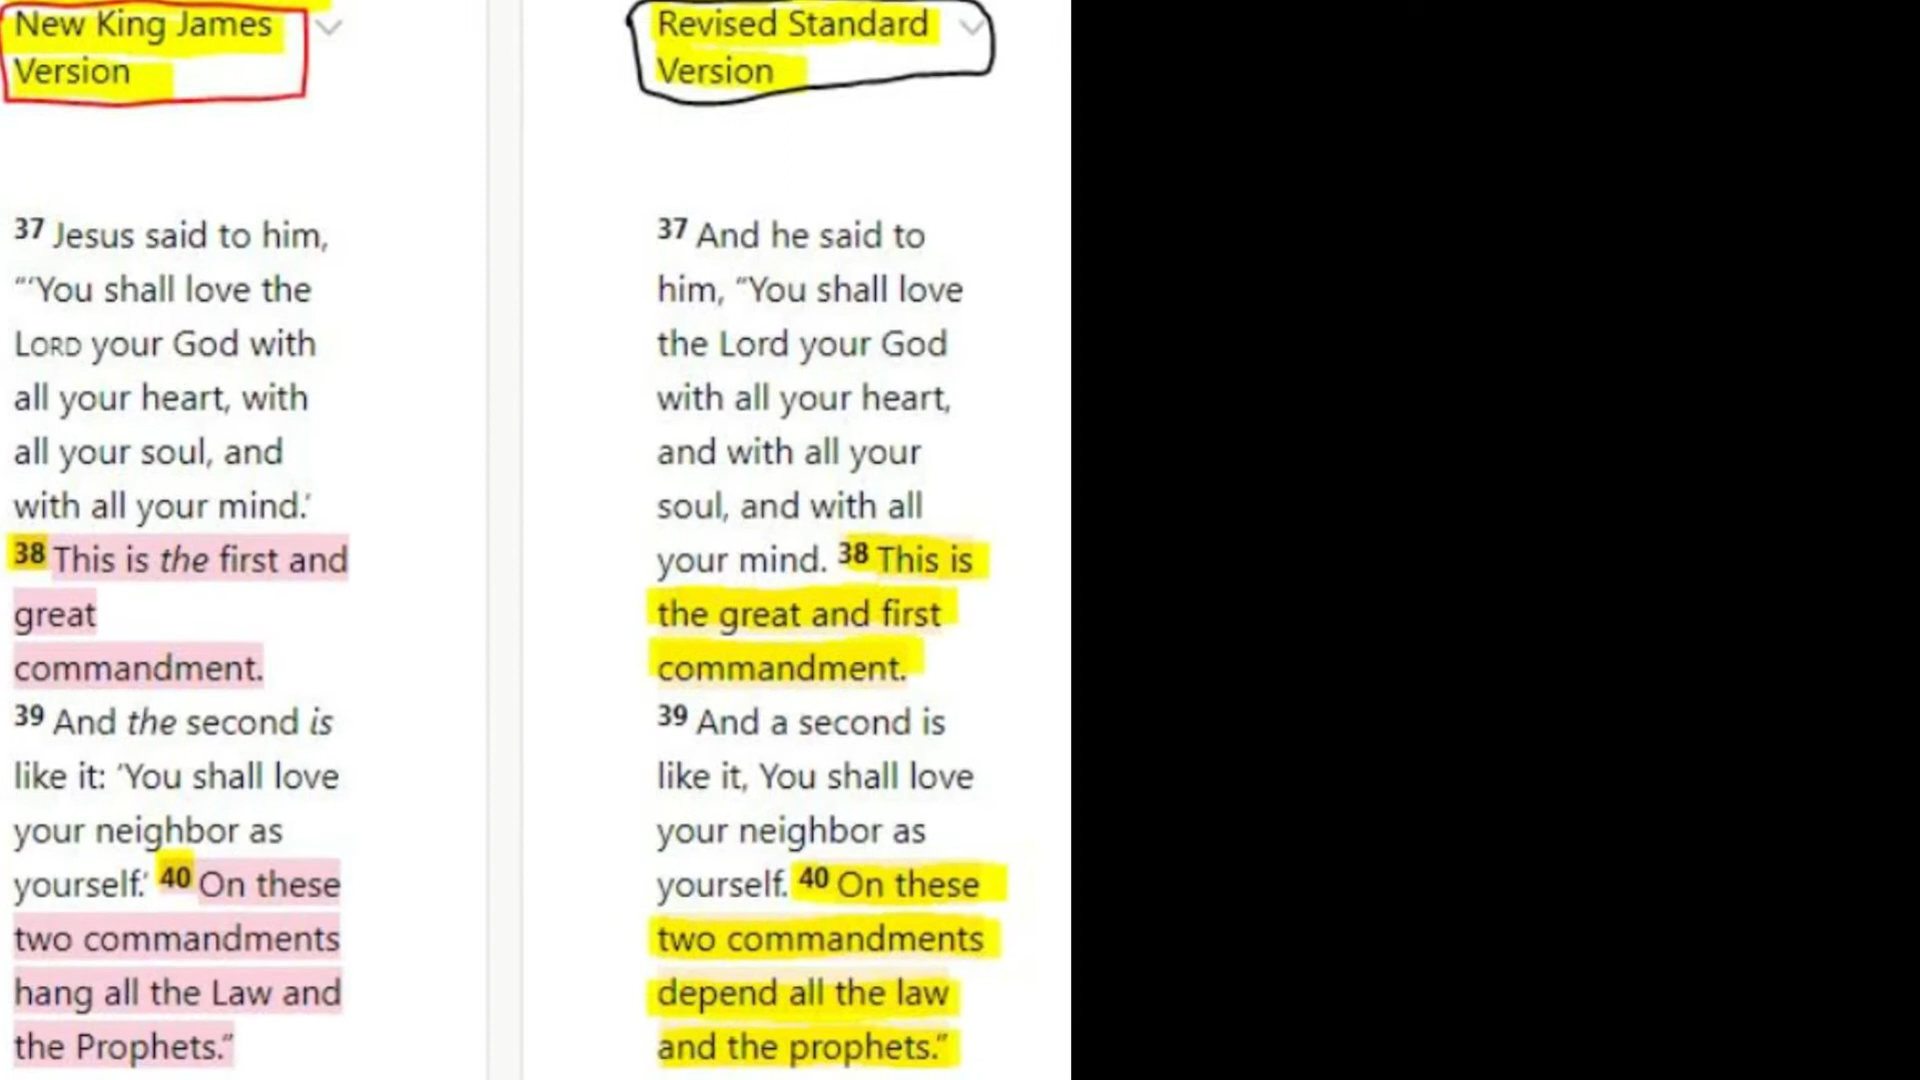 New King James
Version
37 Jesus said to him,
“‘You shall love the
LORD your God with
all your heart, with
all your soul, and
with all your mind.’
38 This is the first and
great
commandment.
39 And the second is
like it: ‘You shall love
your neighbor as
yourself.’ 40 On these
two commandments
hang all the Law and
the Prophets.”
Revised Standard
Version
37 And he said to
him, “You shall love
the Lord your God
with all your heart,
and with all your
soul, and with all
your mind. 38 This is
the great and first
commandment.
39 And a second is
like it, You shall love
your neighbor as
yourself. 40 On these
two commandments
depend all the law
and the prophets.”